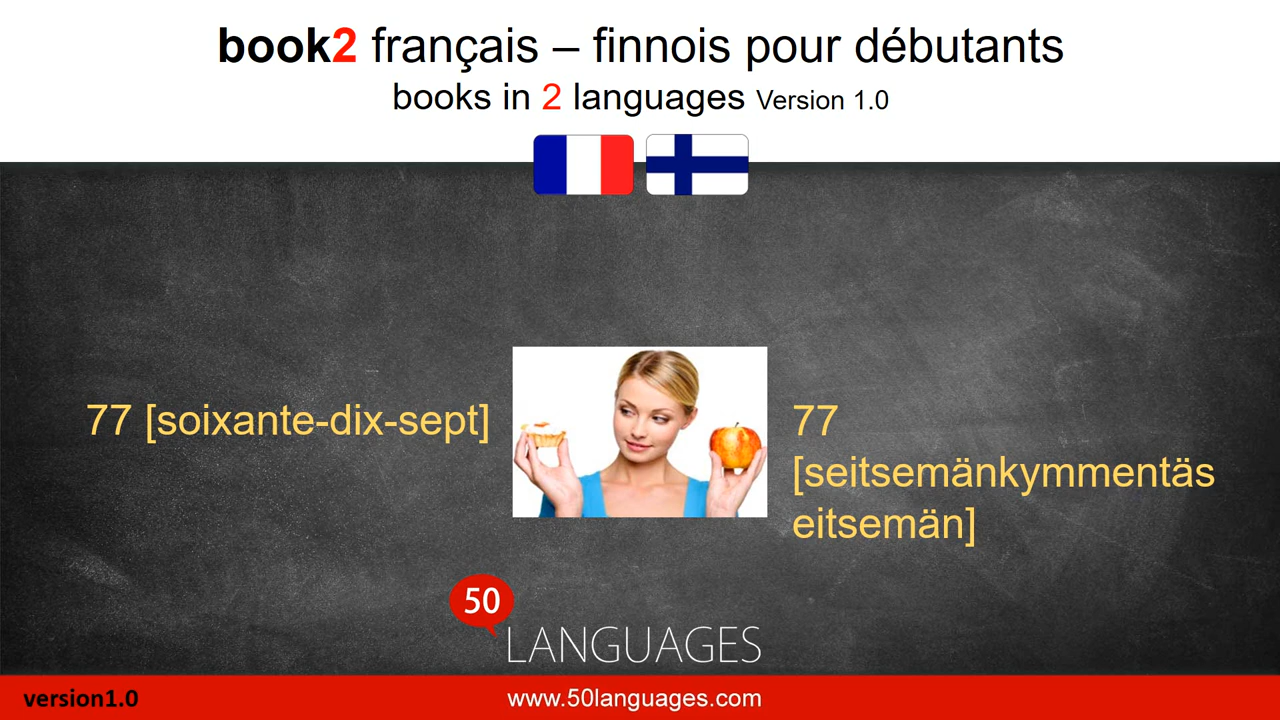 book2 français – finnois pour débutants
books in 2 languages Version 1.0
77 [soixante-dix-sept]
77
[seitsemänkymmentäs
eitsemän]
50
LANGUAGES
version1.0
www.50languages.com